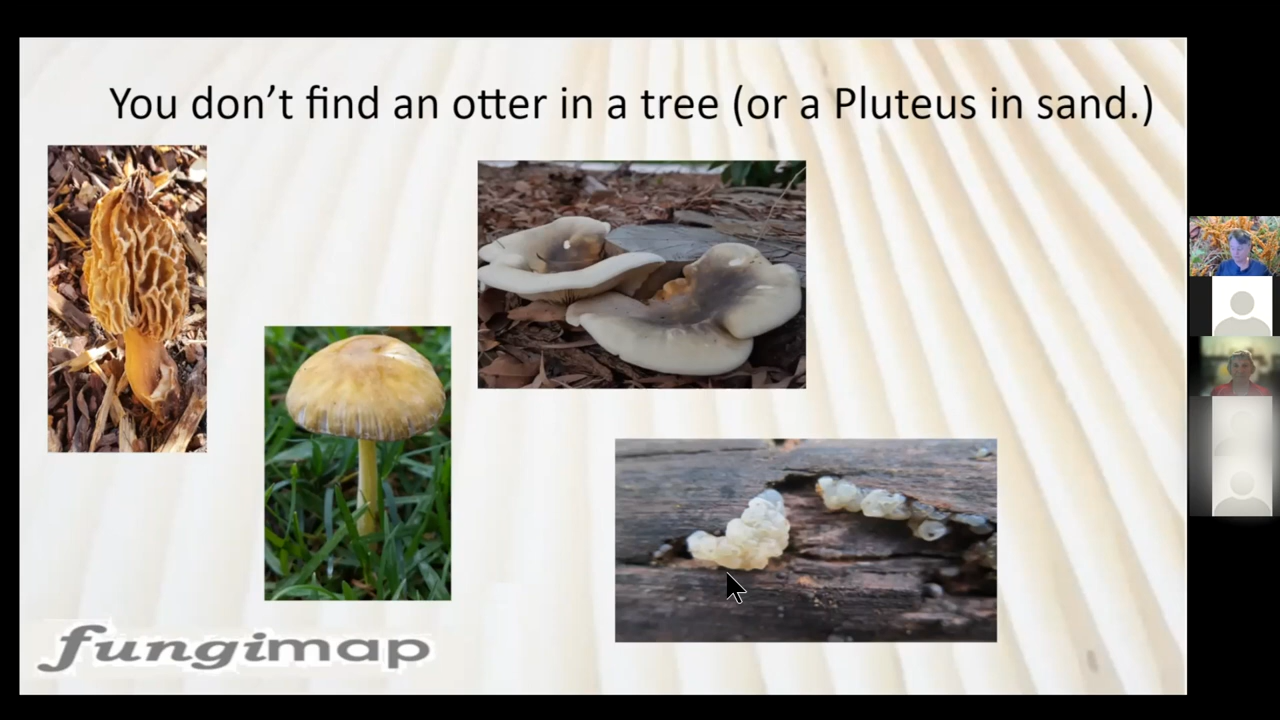 You don’t find an otter in a tree (or a Pluteus in sand.)
fungimap